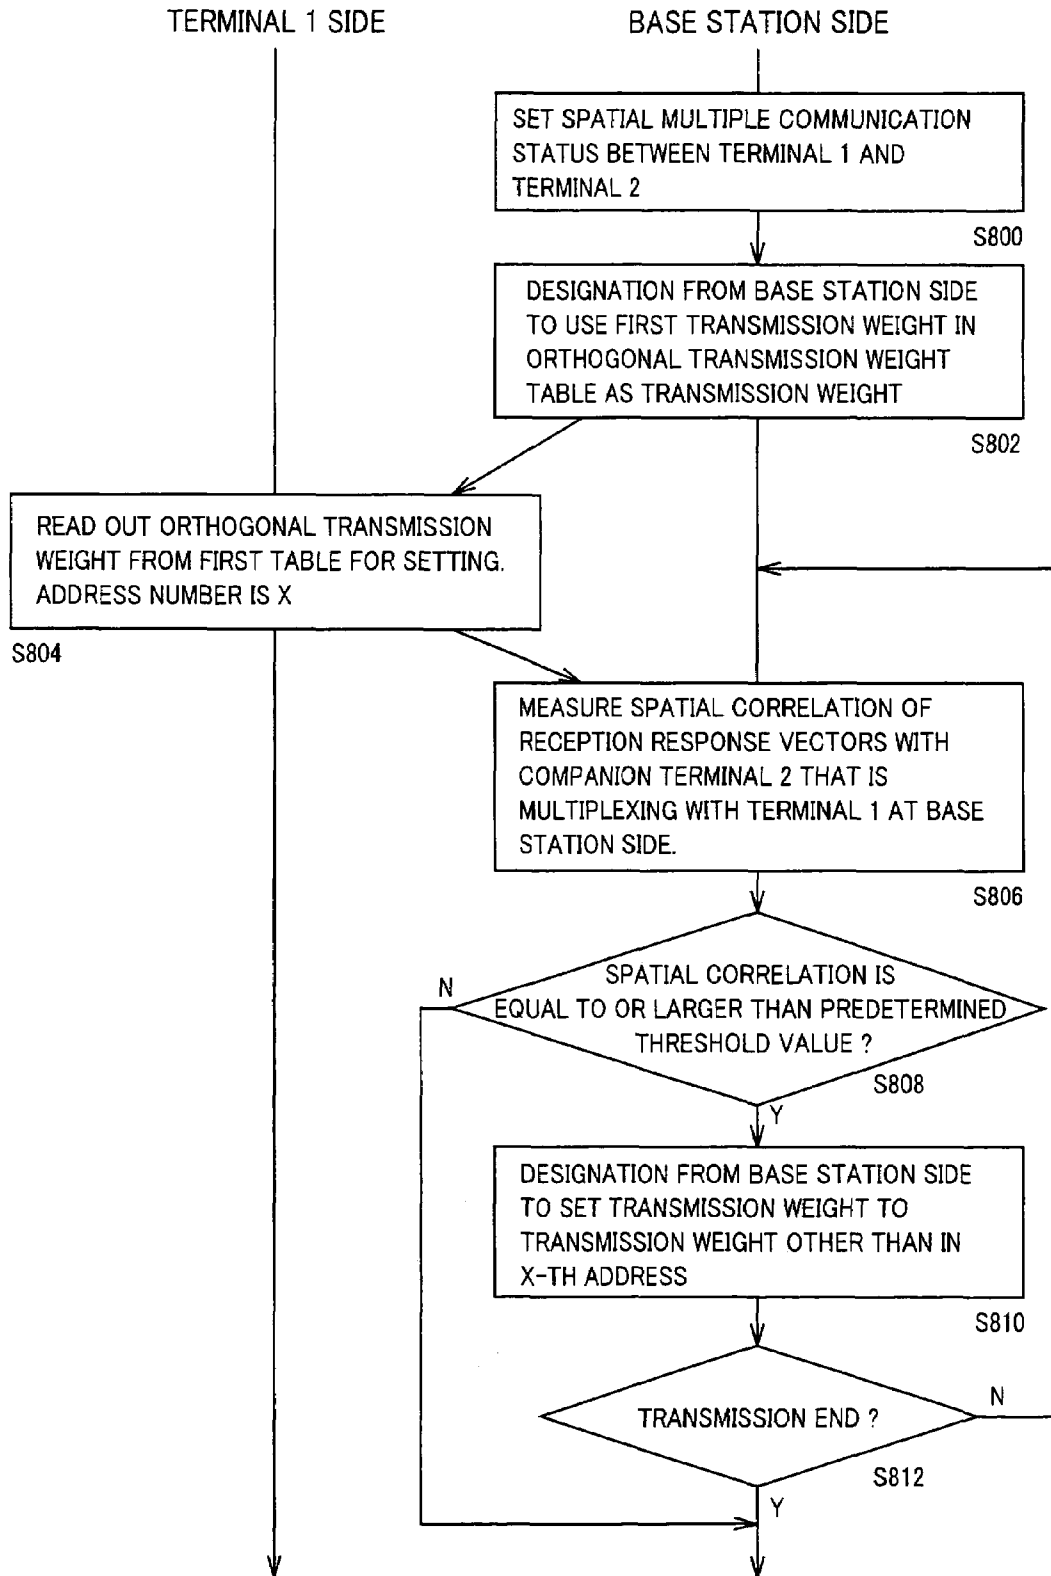 TERMINAL 1 SIDE
BASE STATION SIDE
SET SPATIAL MULTIPLE COMMUNICATION
STATUS BETWEEN TERMINAL 1 AND
TERMINAL 2
S800
DESIGNATION FROM BASE STATION SIDE
TO USE FIRST TRANSMISSION WEIGHT IN
ORTHOGONAL TRANSMISSION WEIGHT
TABLE AS TRANSMISSION WEIGHT
S802
READ OUT ORTHOGONAL TRANSMISSION
WEIGHT FROM FIRST TABLE FOR SETTING.
ADDRESS NUMBER IS X
S804
MEASURE SPATIAL CORRELATION OF
RECEPTION RESPONSE VECTORS WITH
COMPANION TERMINAL 2 THAT IS
MULTIPLEXING WITH TERMINAL 1 AT BASE
STATION SIDE.
S806
SPATIAL CORRELATION IS
EQUAL TO OR LARGER THAN PREDETERMINED
THRESHOLD VALUE ?
N
S808
Y
DESIGNATION FROM BASE STATION SIDE
TO SET TRANSMISSION WEIGHT TO
TRANSMISSION WEIGHT OTHER THAN IN
X-TH ADDRESS
S810
TRANSMISSION END ?
N
S812
Y